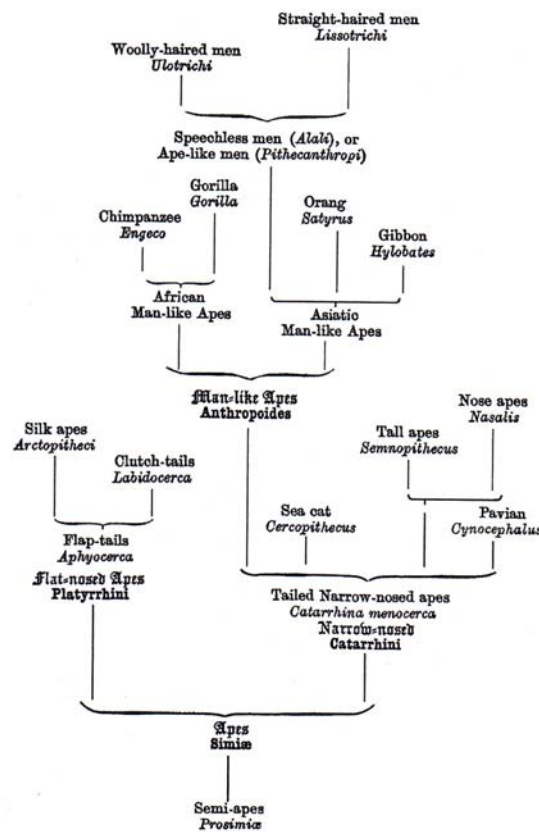 Straight-haired men
Lissotrichi
Woolly-haired men
Ulotrichi
Speechless men (Alali), or
Ape-like men (Pithecanthropi)
Gorilla
Gorilla
Chimpanzee
Engeco
Orang
Satyrus
Gibbon
Hylobates
African
Man-like Apes
Asiatic
Man-like Apes
Man-like Apes
Anthropoides
Silk apes
Arctopitheci
Clutch-tails
Labidocerca
Nose apes
Nasalis
Tall apes
Semnopithecus
Sea cat
Cercopithecus
Pavian
Cynocephalus
Flap-tails
Aphyocerca
Flat-nosed Apes
Platyrrhini
Tailed Narrow-nosed apes
Catarrhina menocerca
Narrow-nosed
Catarrhini
Apes
Simiæ
Semi-apes
Prosimiæ